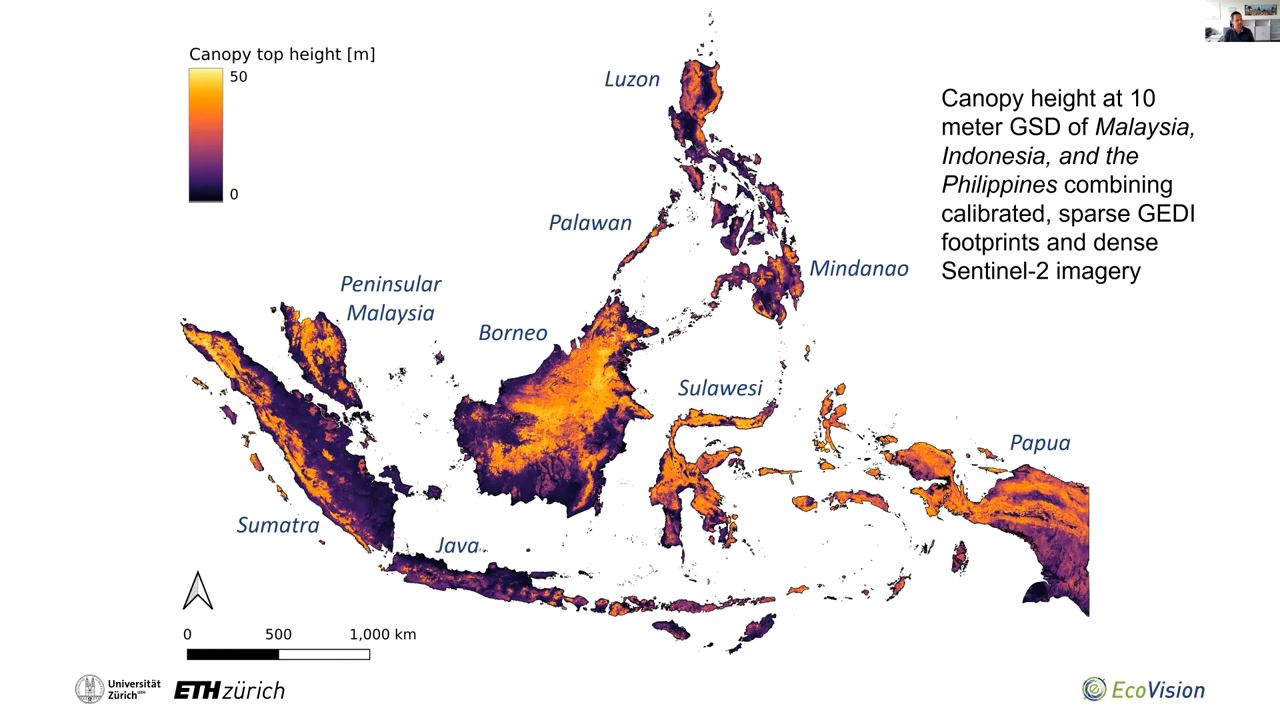 Canopy top height [m]
50
0
Luzon
Palawan
Mindanao
Peninsular
Malaysia
Borneo
Sulawesi
Papua
Sumatra
Java
Canopy height at 10
meter GSD of Malaysia,
Indonesia, and the
Philippines combining
calibrated, sparse GEDI
footprints and dense
Sentinel-2 imagery
0 500 1,000 km
Universität
Zürich UZH
ETH zürich
EcoVision